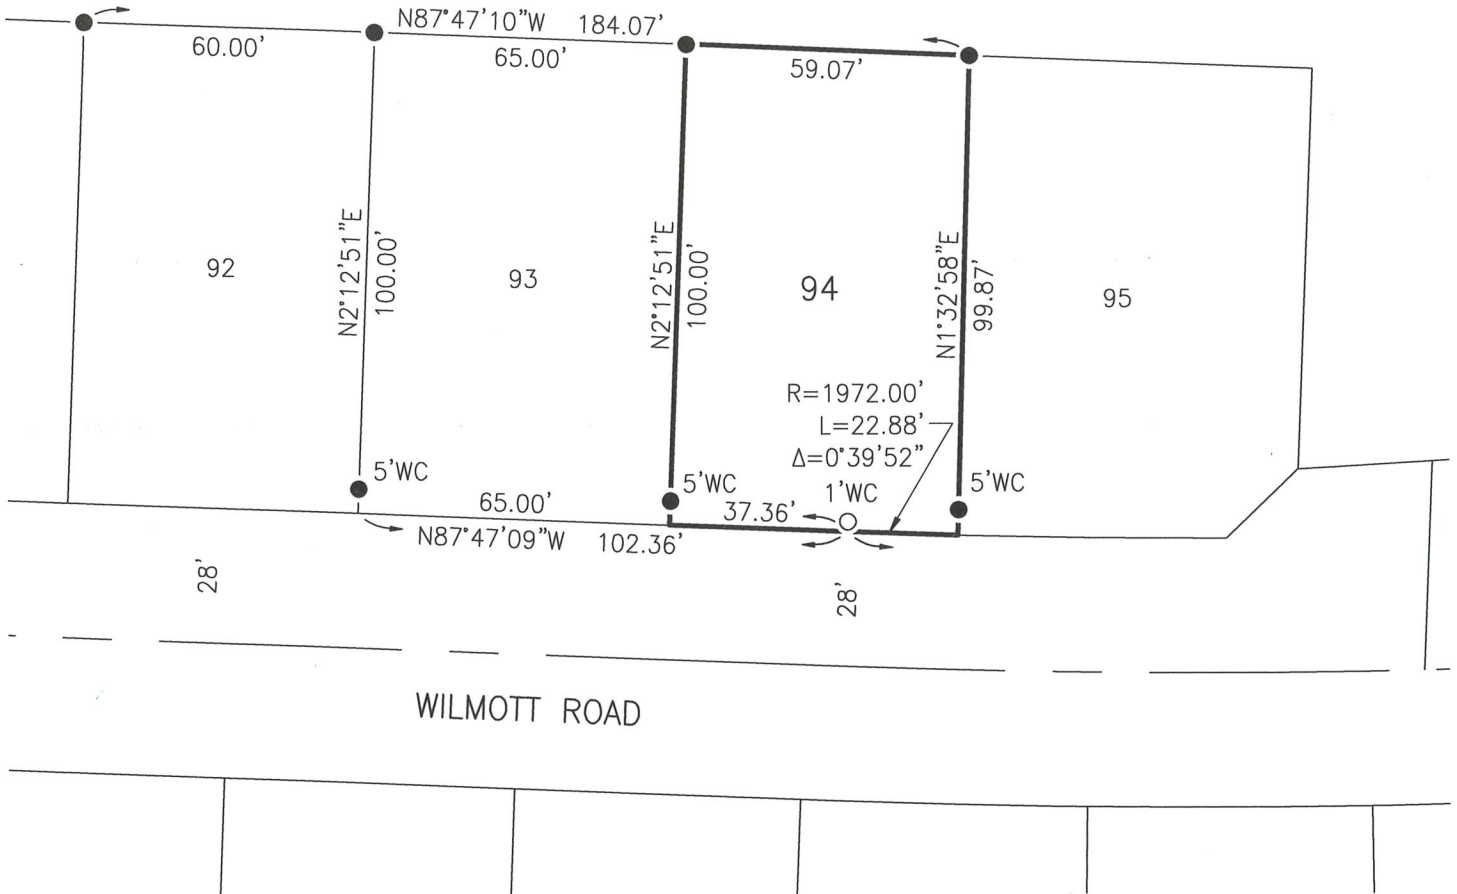 N87°47'10"W 184.07'
60.00'
65.00'
59.07'
N2°12'51"E
100.00'
N2°12'51"E
100.00'
N1°32'58"E
99.87'
92
93
94
95
R=1972.00'
L=22.88'
Δ=0°39'52"
5'WC
5'WC
1'WC
5'WC
65.00'
37.36'
N87°47'09"W 102.36'
28'
28'
WILMOTT ROAD